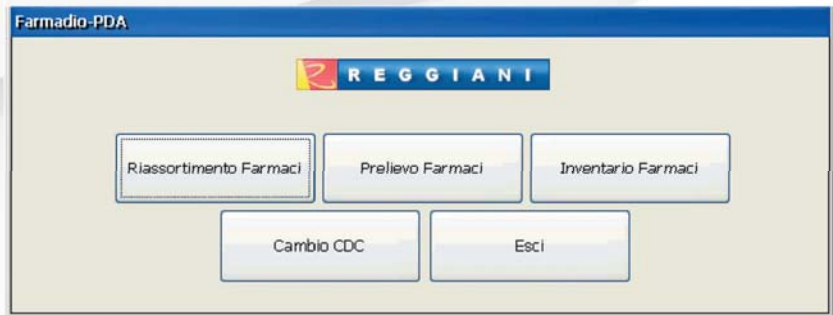 Farmadio-PDA
REGGIANI
Riassortimento Farmaci Prelievo Farmaci Inventario Farmaci
Cambio CDC Esci